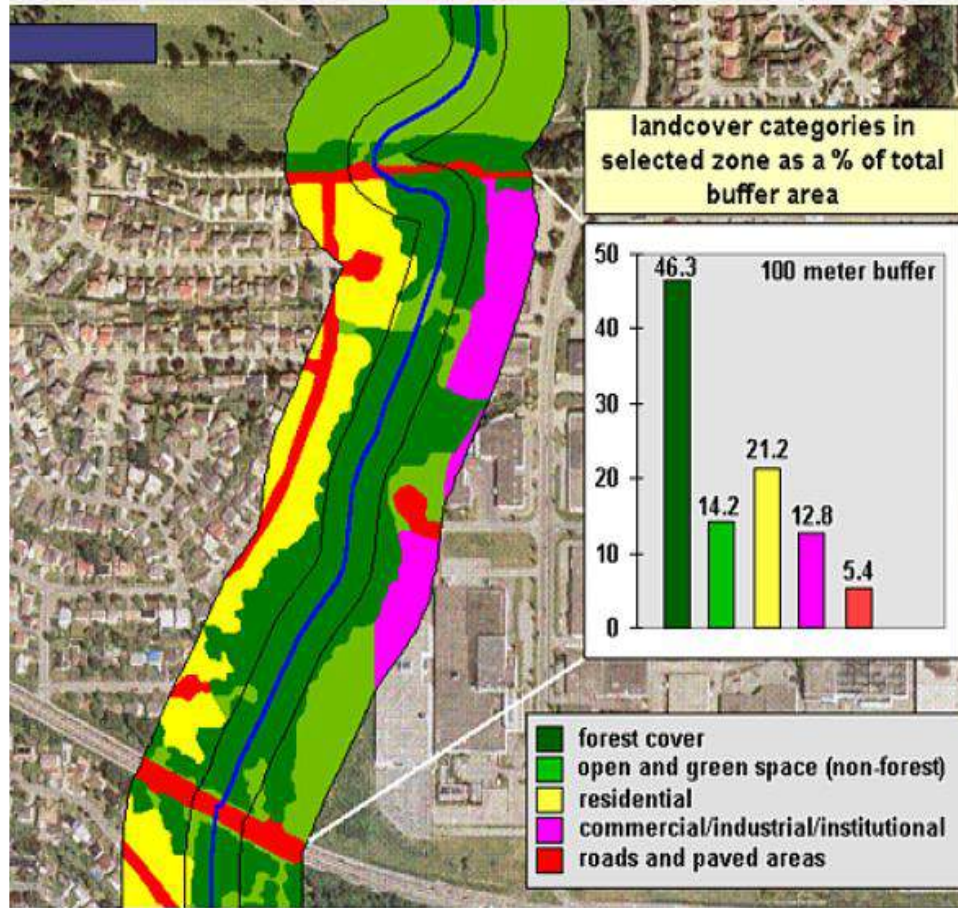 landcover categories in
selected zone as a % of total
buffer area
100 meter buffer
50
40
30
20
10
0
46.3
14.2
21.2
12.8
5.4
forest cover
open and green space (non-forest)
residential
commercial/industrial/institutional
roads and paved areas